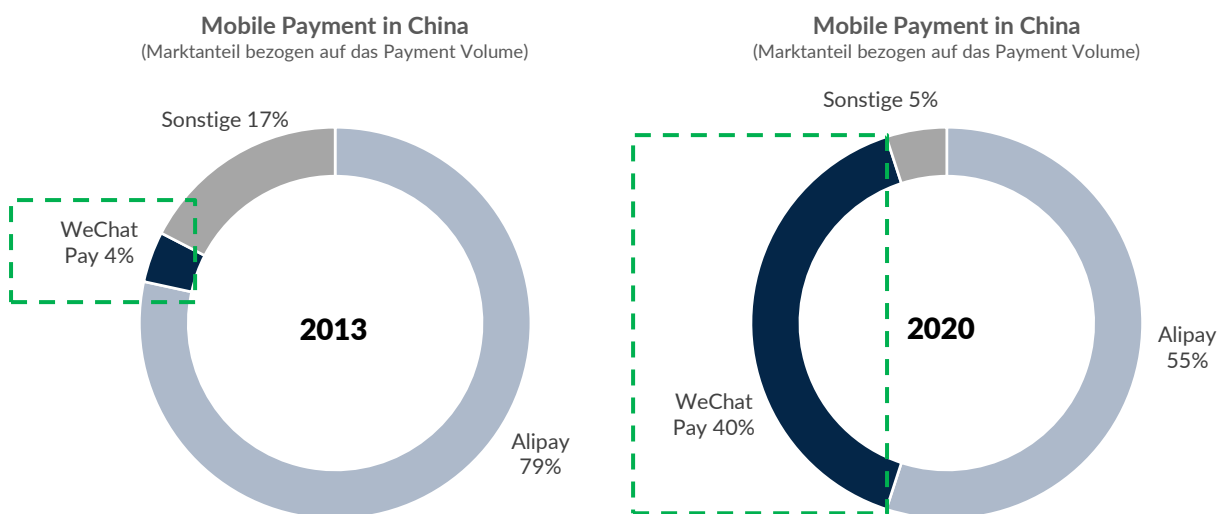 Mobile Payment in China
(Marktanteil bezogen auf das Payment Volume)
Sonstige 17%
WeChat
Pay 4%
2013
Alipay
79%
Mobile Payment in China
(Marktanteil bezogen auf das Payment Volume)
Sonstige 5%
2020
Alipay
55%
WeChat
Pay 40%